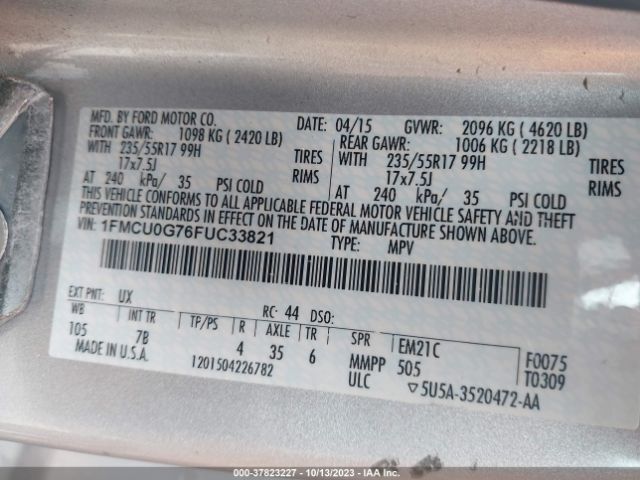 MFD. BY FORD MOTOR CO.
DATE: 04/15 GVWR: 2096 KG ( 4620 LB)
FRONT GAWR: 1098 KG ( 2420 LB)
REAR GAWR: 1006 KG ( 2218 LB)
WITH 235/55R17 99H TIRES
WITH 235/55R17 99H TIRES
17x7.5J RIMS
17x7.5J RIMS
AT 240 kPa/ 35 PSI COLD
AT 240 kPa/ 35 PSI COLD
THIS VEHICLE CONFORMS TO ALL APPLICABLE FEDERAL MOTOR VEHICLE SAFETY AND THEFT
PREVENTION STANDARDS IN EFFECT ON THE DATE OF MANUFACTURE SHOWN ABOVE.
VIN: 1FMCU0G76FUC33821
TYPE: MPV
EXT PNT: UX RC: 44 DSO:
WB INT TR TP/PS R AXLE TR SPR
105 7B 4 35 6 EM21C F0075
MADE IN U.S.A. 1201504226782 MMPP 505 T0309
ULC ▽5U5A-3520472-AA
000-37823227 - 10/13/2023 - IAA Inc.